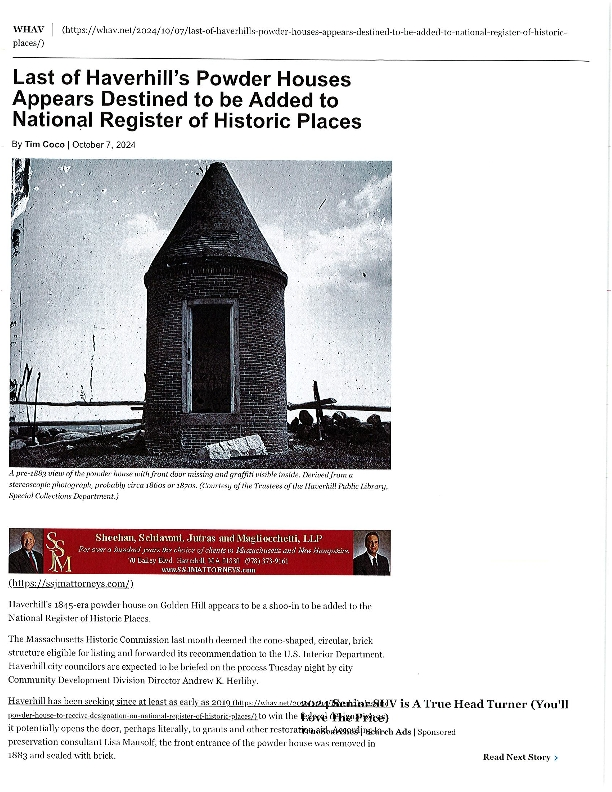 WHAV (https://whav.net/2024/10/07/last-of-haverhills-powder-houses-appears-destined-to-be-added-to-national-register-of-historic-
places/)
Last of Haverhill's Powder Houses
Appears Destined to be Added to
National Register of Historic Places
By Tim Coco | October 7, 2024
A pre-1883 view of the powder house with front door missing and graffiti visible inside. Derived from a
stereoscopic photograph, probably circa 1860s or 1870s. (Courtesy of the Trustees of the Haverhill Public Library,
Special Collections Department.)
SSJM
Sheehan, Schiavoni, Jutras and Magliocchetti, LLP
For over a hundred years the choice of clients in Massachusetts and New Hampshire
70 Bailey Blvd. Haverhill, MA 01830 (978) 373-9161
www.SSJMATTORNEYS.com
(https://ssjmattorneys.com/)
Haverhill's 1845-era powder house on Golden Hill appears to be a shoo-in to be added to the
National Register of Historic Places.
The Massachusetts Historic Commission last month deemed the cone-shaped, circular, brick
structure eligible for listing and forwarded its recommendation to the U.S. Interior Department.
Haverhill city councilors are expected to be briefed on the process Tuesday night by city
Community Development Division Director Andrew K. Herlihy.
Haverhill has been seeking since at least as early as 2019 (https://whav.net/
2024 Senior SUV is A True Head Turner (You'll
powder-house-to-receive-designation-on-national-register-of-historic-places/) to win the
Love The Price)
it potentially opens the door, perhaps literally, to grants and other restoration
Search Ads | Sponsored
preservation consultant Lisa Mausolf, the front entrance of the powder house was removed in
1883 and sealed with brick.
Read Next Story >